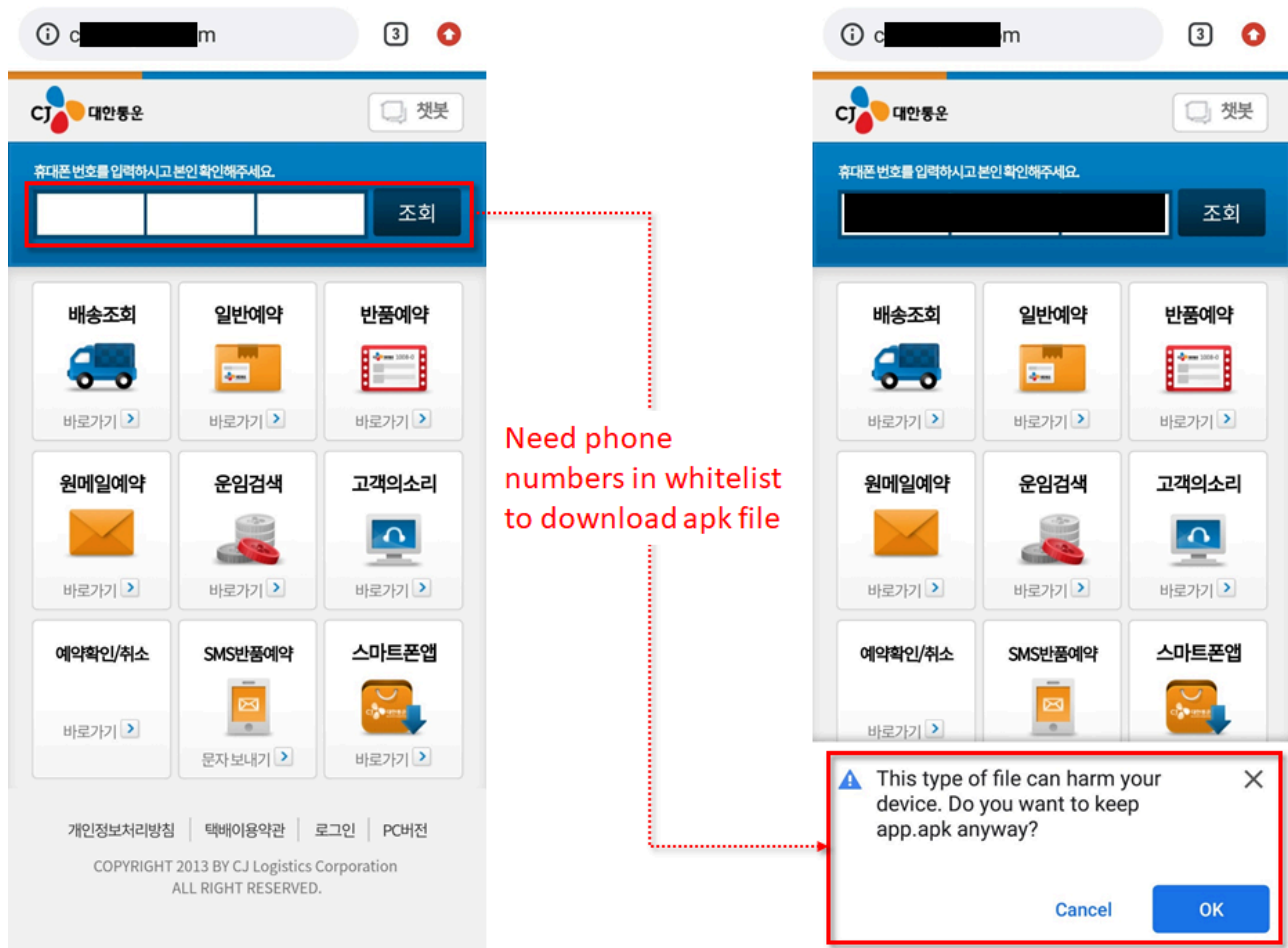 c m 3
CJ 대한통운 챗봇
휴대폰 번호를 입력하시고 본인 확인해주세요.
조회
배송조회 일반예약 반품예약
바로가기 바로가기 바로가기
원메일예약 운임검색 고객의소리
바로가기 바로가기 바로가기
예약확인/취소 SMS반품예약 스마트폰앱
바로가기 문자 보내기 바로가기
개인정보처리방침 | 택배이용약관 | 로그인 | PC버전
COPYRIGHT 2013 BY CJ Logistics Corporation
ALL RIGHT RESERVED.
Need phone
numbers in whitelist
to download apk file
c om 3
CJ 대한통운 챗봇
휴대폰 번호를 입력하시고 본인 확인해주세요.
조회
배송조회 일반예약 반품예약
바로가기 바로가기 바로가기
원메일예약 운임검색 고객의소리
바로가기 바로가기 바로가기
예약확인/취소 SMS반품예약 스마트폰앱
바로가기
This type of file can harm your
device. Do you want to keep
app.apk anyway?
Cancel OK